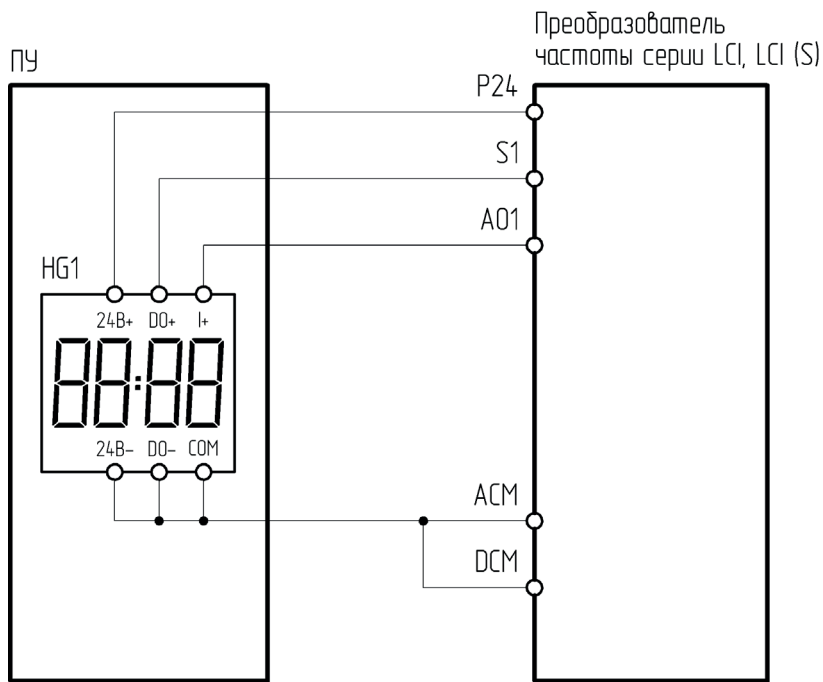 Преобразователь
частоты серии LCI, LCI (S)
ПУ
P24
S1
AO1
HG1
24В+ DO+ I+
88:88
24В- DO- COM
ACM
DCM